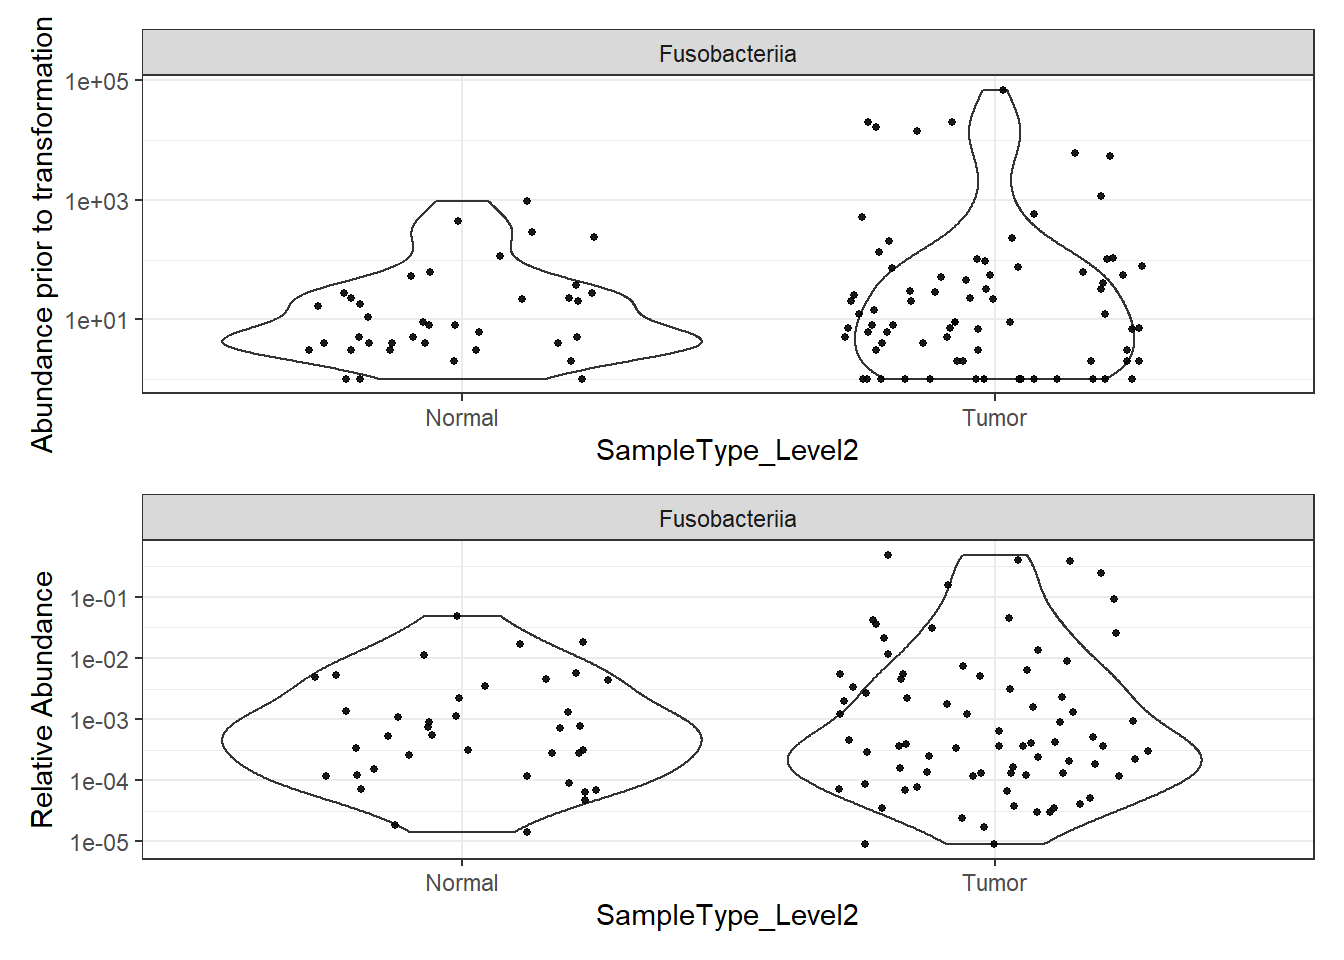 Fusobacteriia
Abundance prior to transformation
1e+05
1e+03
1e+01
Normal
Tumor
SampleType_Level2
Fusobacteriia
Relative Abundance
1e-01
1e-02
1e-03
1e-04
1e-05
Normal
Tumor
SampleType_Level2